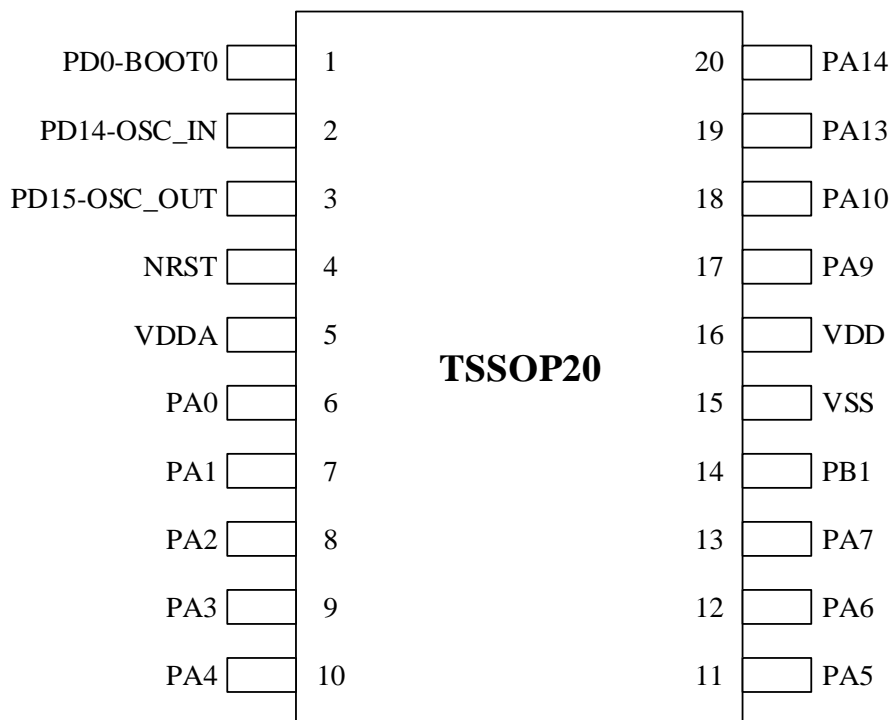 PD0-BOOT0 1 20 PA14
PD14-OSC_IN 2 19 PA13
PD15-OSC_OUT 3 18 PA10
NRST 4 17 PA9
VDDA 5 16 VDD
TSSOP20
PA0 6 15 VSS
PA1 7 14 PB1
PA2 8 13 PA7
PA3 9 12 PA6
PA4 10 11 PA5